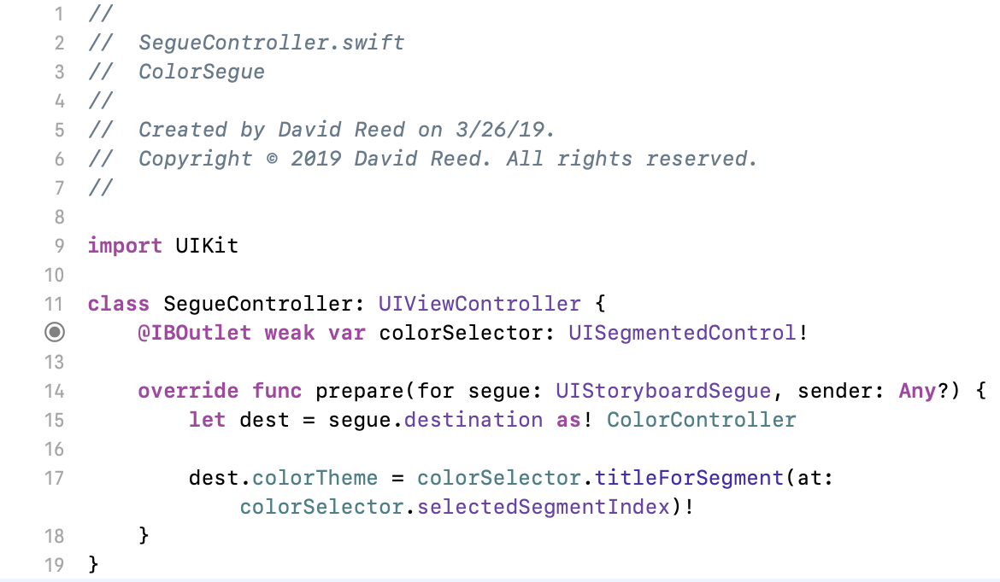 1 //
2 // SegueController.swift
3 // ColorSegue
4 //
5 // Created by David Reed on 3/26/19.
6 // Copyright © 2019 David Reed. All rights reserved.
7 //
8
9 import UIKit
10
11 class SegueController: UIViewController {
@IBOutlet weak var colorSelector: UISegmentedControl!
13
14 override func prepare(for segue: UIStoryboardSegue, sender: Any?) {
15 let dest = segue.destination as! ColorController
16
17 dest.colorTheme = colorSelector.titleForSegment(at:
colorSelector.selectedSegmentIndex)!
18 }
19 }